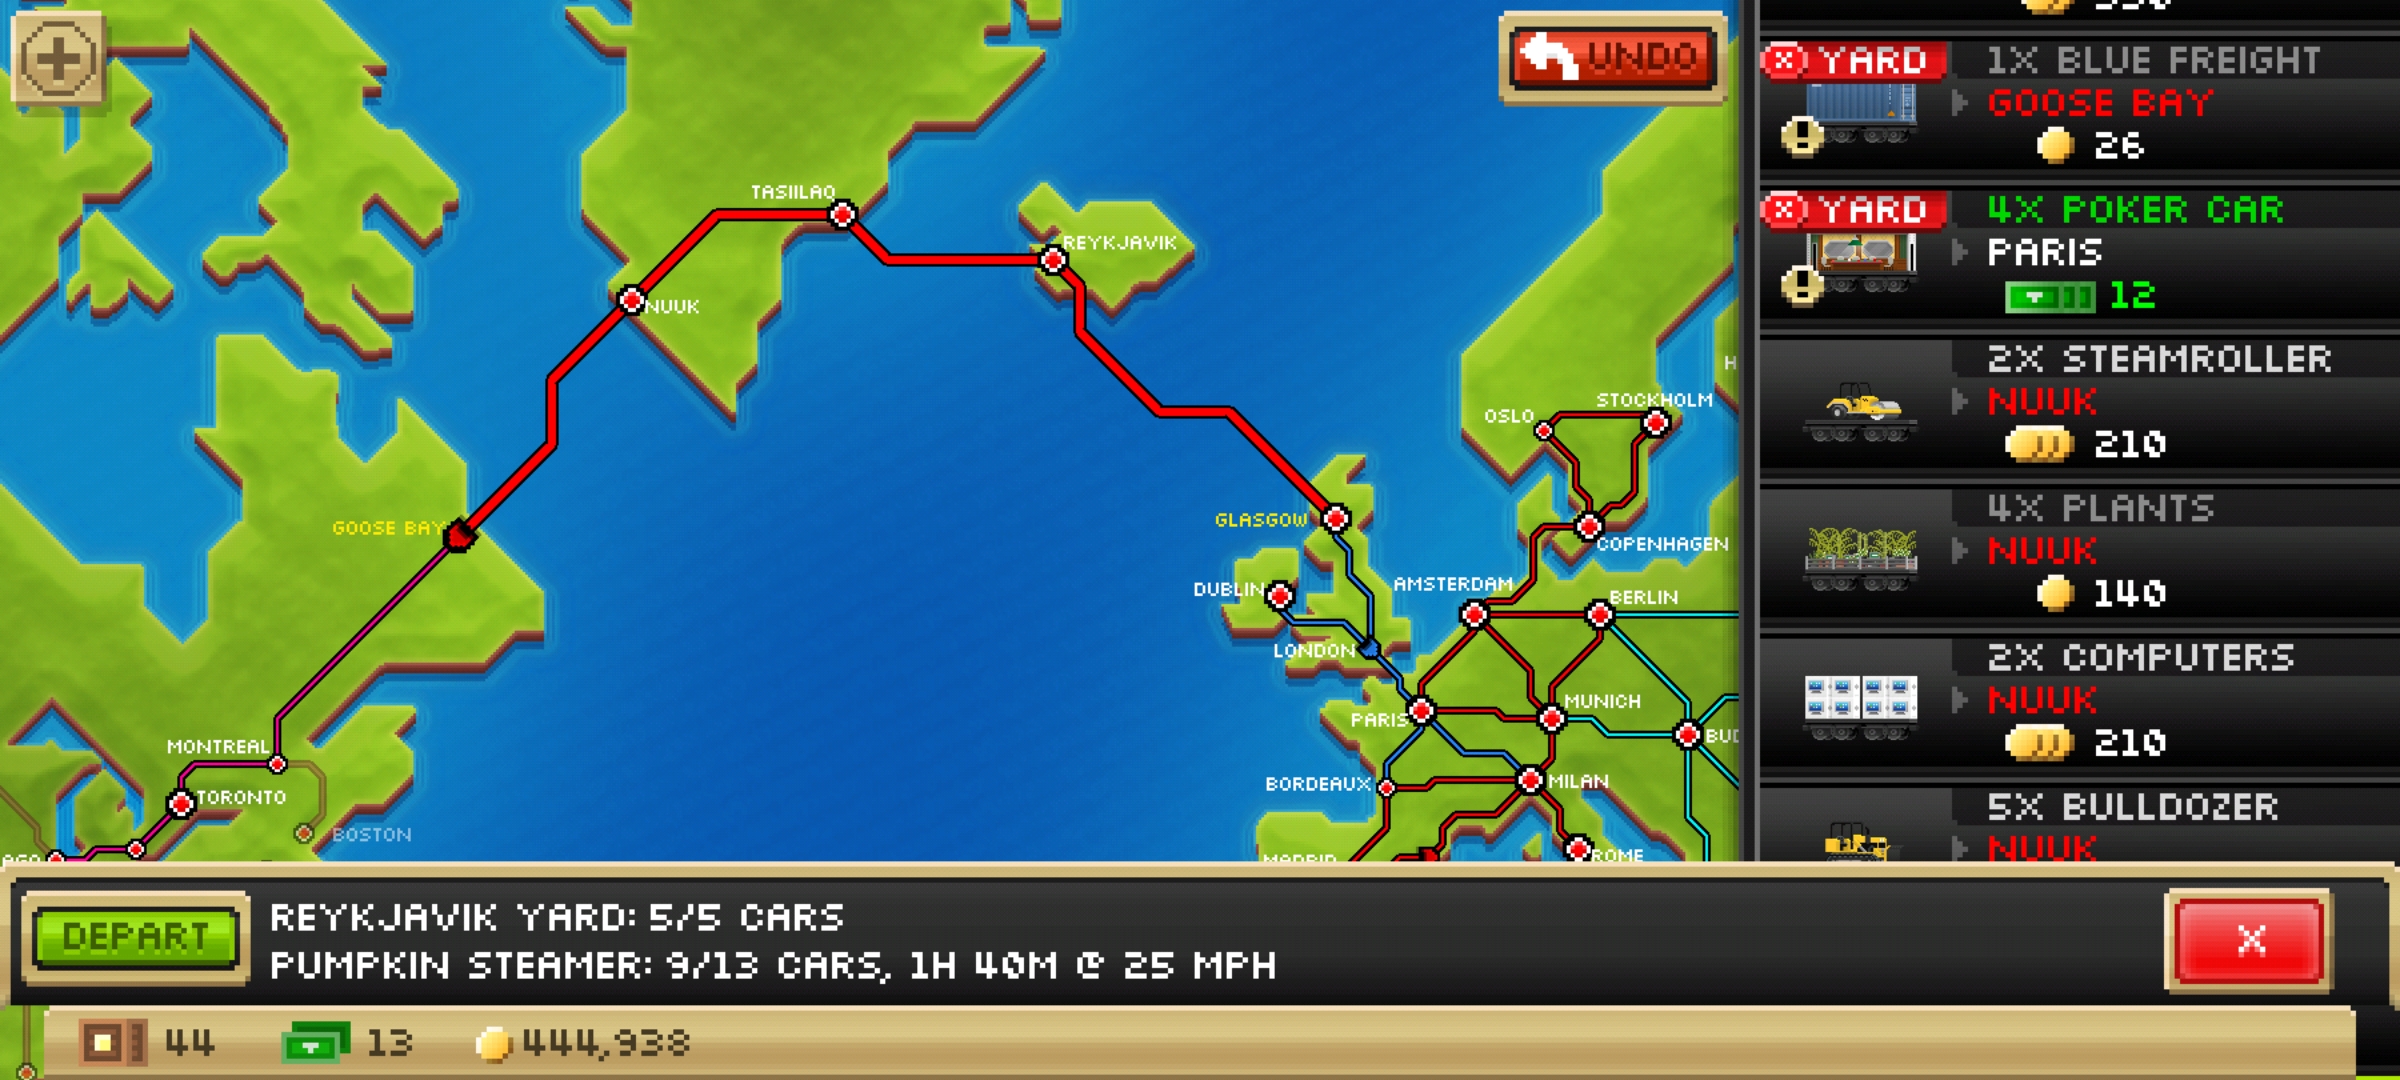 UNDO
TASIILAQ
REYKJAVIK
NUUK
STOCKHOLM
OSLO
GOOSE BAY
GLASGOW
COPENHAGEN
DUBLIN
AMSTERDAM
BERLIN
LONDON
PARIS
MUNICH
BUD
MONTREAL
TORONTO
BORDEAUX
MILAN
BOSTON
MADRID
ROME
YARD
1X BLUE FREIGHT
GOOSE BAY
26
YARD
4X POKER CAR
PARIS
12
2X STEAMROLLER
NUUK
210
4X PLANTS
NUUK
140
2X COMPUTERS
NUUK
210
5X BULLDOZER
NUUK
DEPART
REYKJAVIK YARD: 5/5 CARS
PUMPKIN STEAMER: 9/13 CARS, 1H 40M @ 25 MPH
X
44
13
444,938